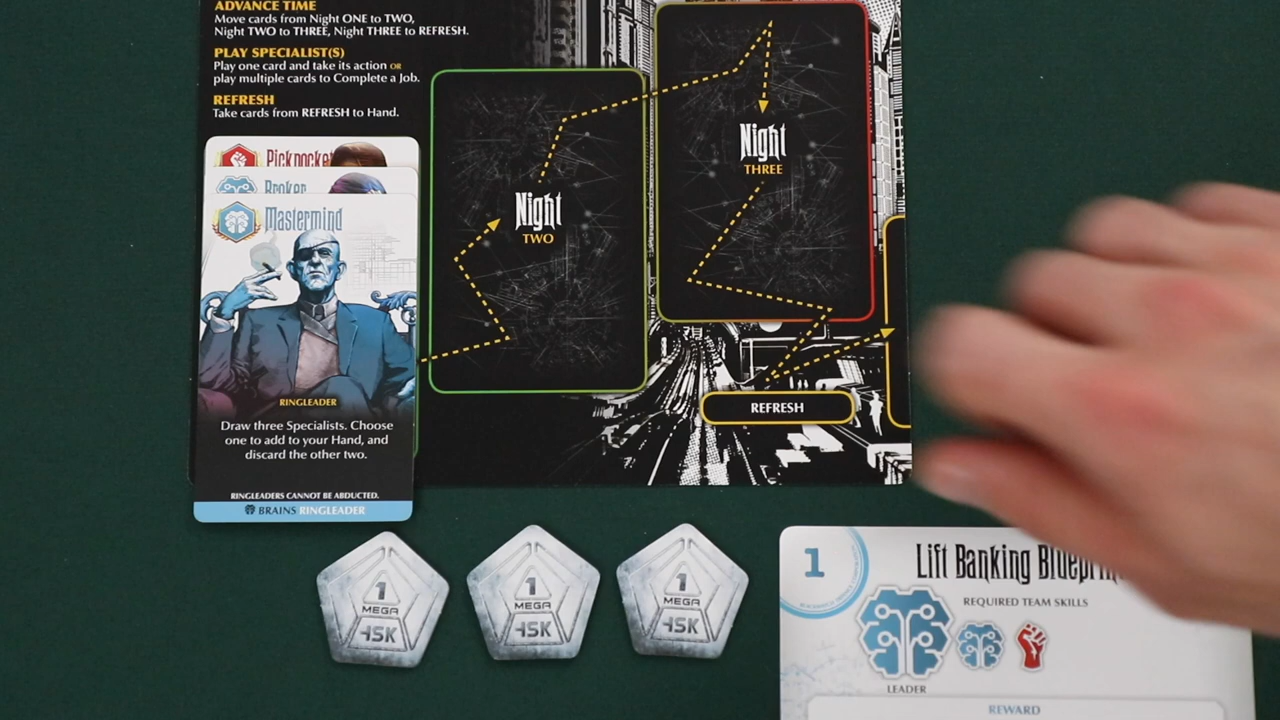 ADVANCE TIME
Move cards from Night ONE to TWO,
Night TWO to THREE, Night THREE to REFRESH.
PLAY SPECIALIST(S)
Play one card and take its action OR
play multiple cards to Complete a Job.
REFRESH
Take cards from REFRESH to Hand.
Pickpocket
Broker
Mastermind
RINGLEADER
Draw three Specialists. Choose
one to add to your Hand, and
discard the other two.
RINGLEADERS CANNOT BE ABDUCTED.
BRAINS RINGLEADER
Night
TWO
Night
THREE
REFRESH
1
MEGA
15K
1
MEGA
15K
1
MEGA
15K
1
Lift Banking
REQUIRED TEAM SKILLS
LEADER
REWARD